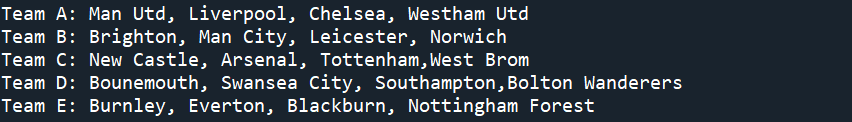 Team A: Man Utd, Liverpool, Chelsea, Westham Utd
Team B: Brighton, Man City, Leicester, Norwich
Team C: New Castle, Arsenal, Tottenham,West Brom
Team D: Bounemouth, Swansea City, Southampton,Bolton Wanderers
Team E: Burnley, Everton, Blackburn, Nottingham Forest